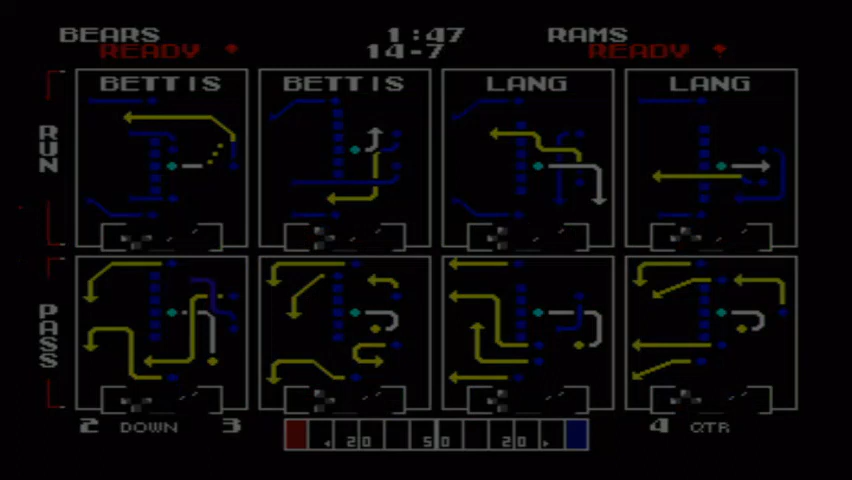 BEARS 1:47 RAMS
READY 14-7 READY
BETTIS BETTIS LANG LANG
RUN
PASS
2 DOWN 3 4 QTR
20 50 20